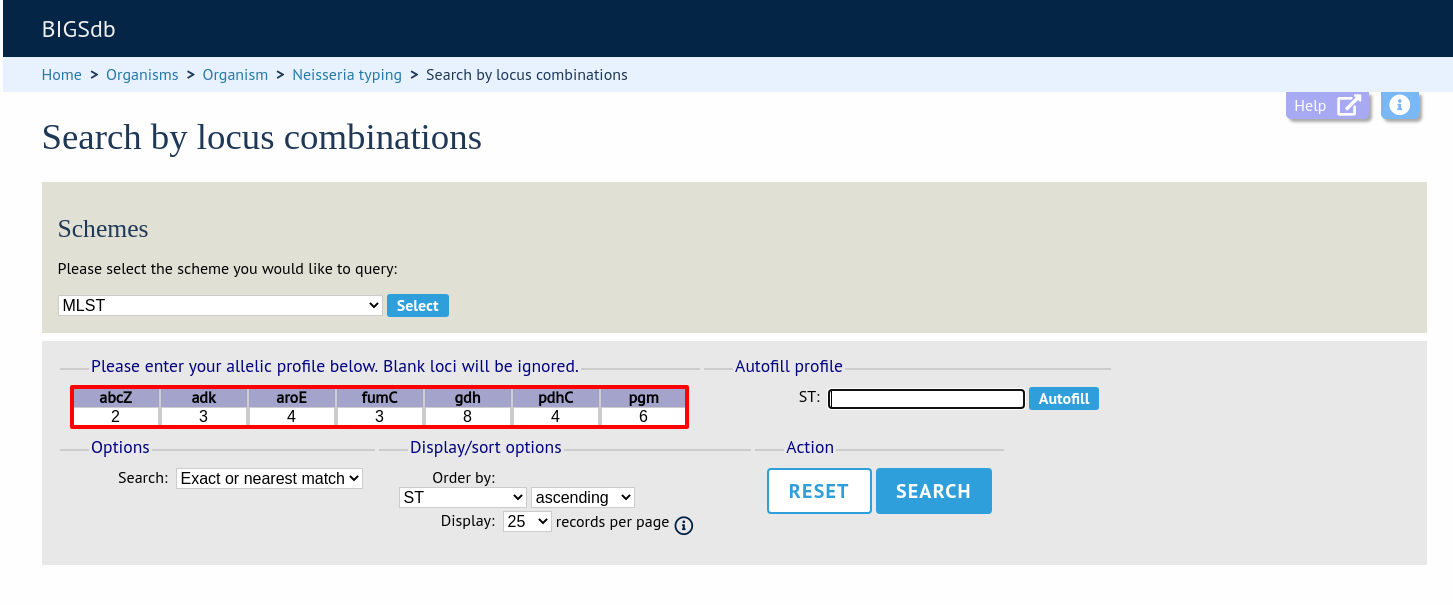 BIGSdb
Home > Organisms > Organism > Neisseria typing > Search by locus combinations
Help
Search by locus combinations
Schemes
Please select the scheme you would like to query:
MLST Select
Please enter your allelic profile below. Blank loci will be ignored.
abcZ adk aroE fumC gdh pdhC pgm
2 3 4 3 8 4 6
Autofill profile
ST: Autofill
Options
Search: Exact or nearest match
Display/sort options
Order by:
ST ascending
Display: 25 records per page
Action
RESET SEARCH